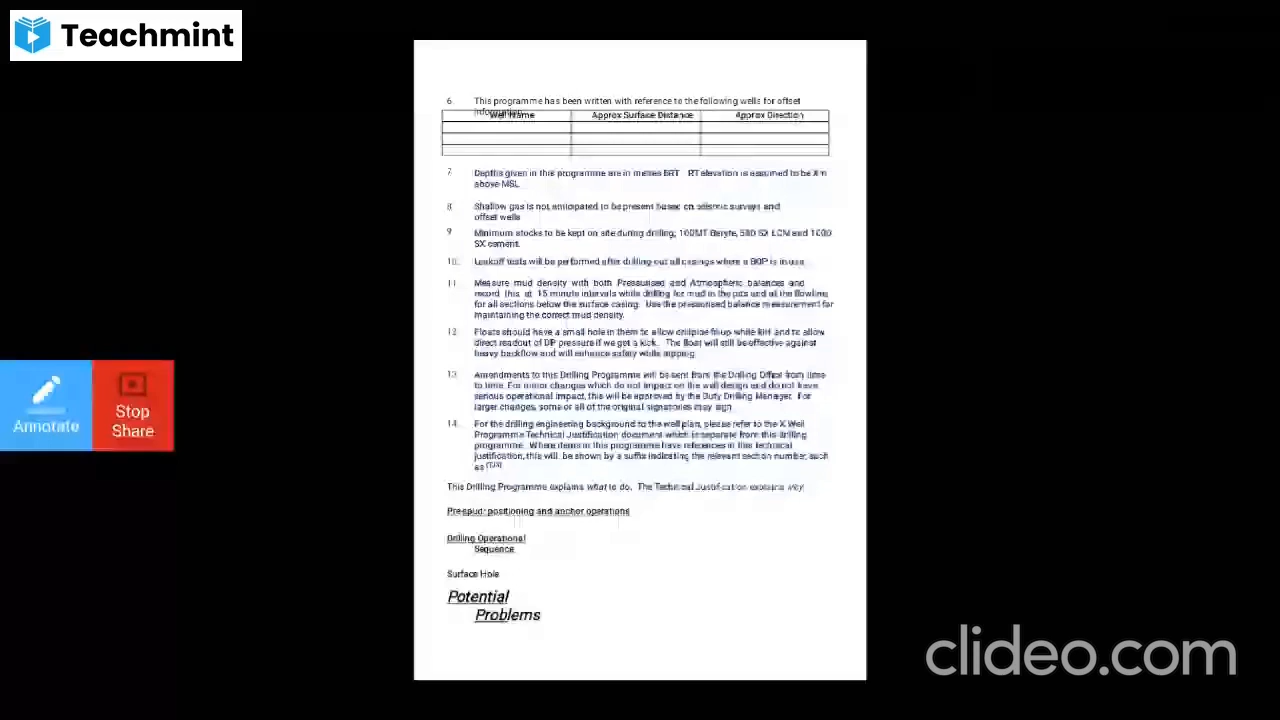 Teachmint
6. This programme has been written with reference to the following wells for offset
information
Well Name Approx Surface Distance Approx Direction
7. Depths given in this programme are in metres BRT. RT elevation is assumed to be X m
above MSL.
8. Shallow gas is not anticipated to be present based on seismic surveys and
offset wells
9. Minimum stocks to be kept on site during drilling; 100MT Baryte, 500 SX LCM and 1000
SX cement.
10. Leakoff tests will be performed after drilling out all casings where a BOP is in use
11. Measure mud density with both Pressurised and Atmospheric balances and
record this at 15 minute intervals while drilling for mud in the pits and at the flowline
for all sections below the surface casing. Use the pressurised balance measurement for
maintaining the correct mud density.
12. Floats should have a small hole in them to allow drillpipe fill-up while RIH and to allow
direct readout of DP pressure if we get a kick. The float will still be effective against
heavy backflow and will enhance safety while tripping
13. Amendments to this Drilling Programme will be sent from the Drilling Office from time
to time. For minor changes which do not impact on the well design and do not have
serious operational impact, this will be approved by the Duty Drilling Manager. For
larger changes, some or all of the original signatories may sign
14. For the drilling engineering background to the well plan, please refer to the X Well
Programme Technical Justification document which is separate from this drilling
programme. Where items in this programme have references in this technical
justification, this will be shown by a suffix indicating the relevant section number, such
as
This Drilling Programme explains what to do. The Technical Justification explains why
Pre-spud: positioning and anchor operations
Drilling Operational
Sequence
Surface Hole
Potential
Problems
Annotate
Stop
Share
clideo.com